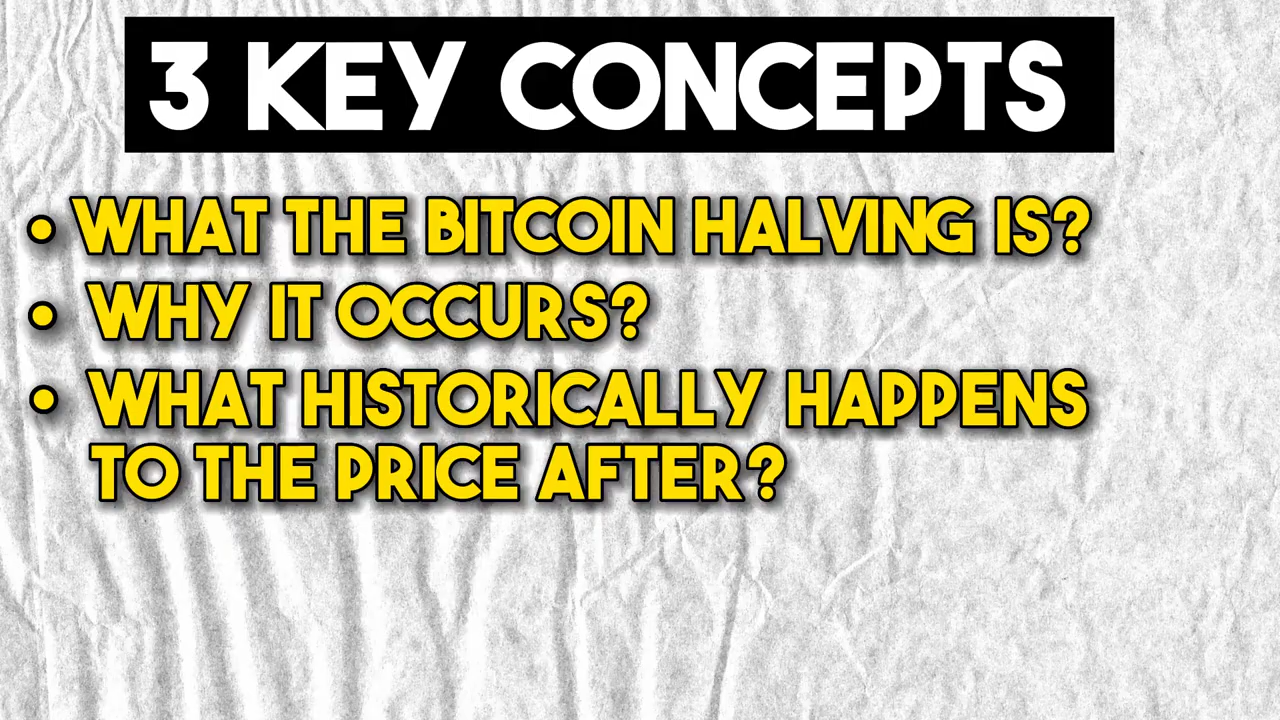 3 KEY CONCEPTS
• WHAT THE BITCOIN HALVING IS?
• WHY IT OCCURS?
• WHAT HISTORICALLY HAPPENS
TO THE PRICE AFTER?